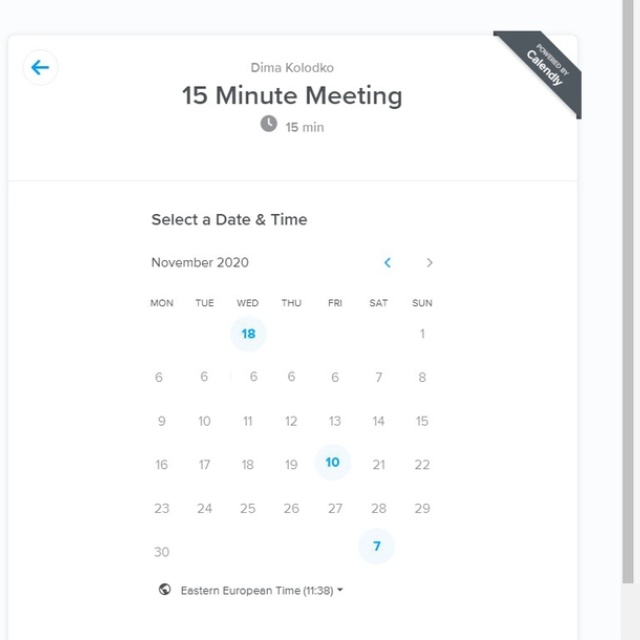 POWERED BY
Calendly
Dima Kolodko
15 Minute Meeting
15 min
Select a Date & Time
November 2020
MON TUE WED THU FRI SAT SUN
18 1
6 6 6 6 6 7 8
9 10 11 12 13 14 15
16 17 18 19 10 21 22
23 24 25 26 27 28 29
30 7
Eastern European Time (11:38)